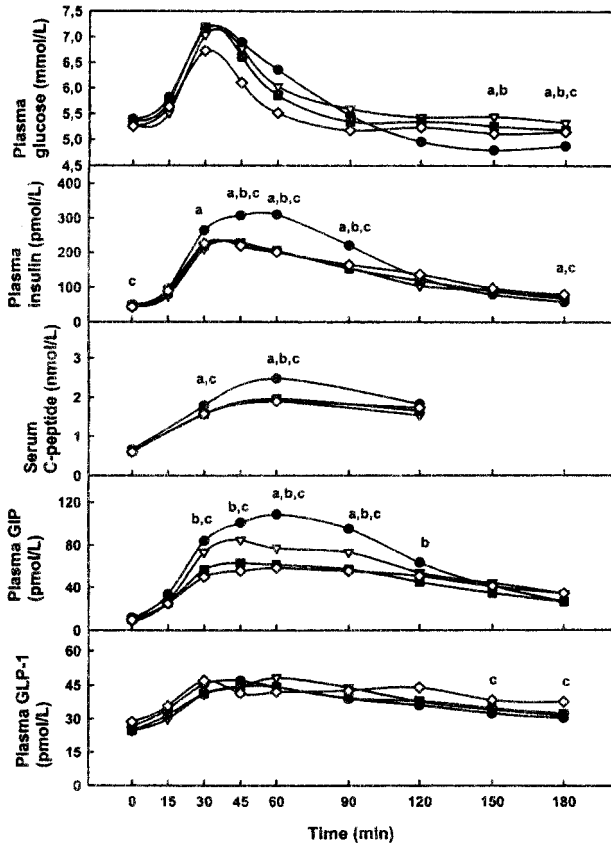 Plasma
glucose (mmol/L)
7,5
7,0
6,5
6,0
5,5
5,0
4,5
a,b
a,b,c
Plasma
insulin (pmol/L)
400
300
200
100
0
c
a
a,b,c
a,b,c
a,b,c
a,c
Serum
C-peptide (nmol/L)
3
2
1
0
a,c
a,b,c
Plasma GIP
(pmol/L)
120
80
40
0
b,c
b,c
a,b,c
a,b,c
b
Plasma GLP-1
(pmol/L)
60
45
30
15
0
c
c
0 15 30 45 60 90 120 150 180
Time (min)